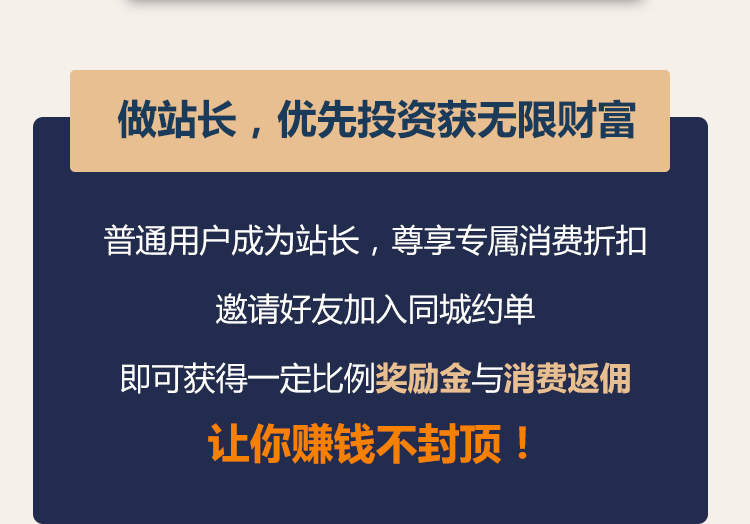 做站长，优先投资获无限财富
普通用户成为站长，尊享专属消费折扣
邀请好友加入同城约单
即可获得一定比例奖励金与消费返佣
让你赚钱不封顶！